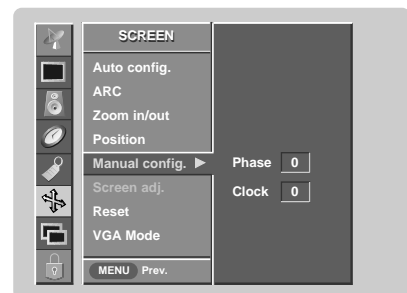 SCREEN
Auto config.
ARC
Zoom in/out
Position
Manual config. ▶
Phase 0
Clock 0
Screen adj.
Reset
VGA Mode
MENU Prev.